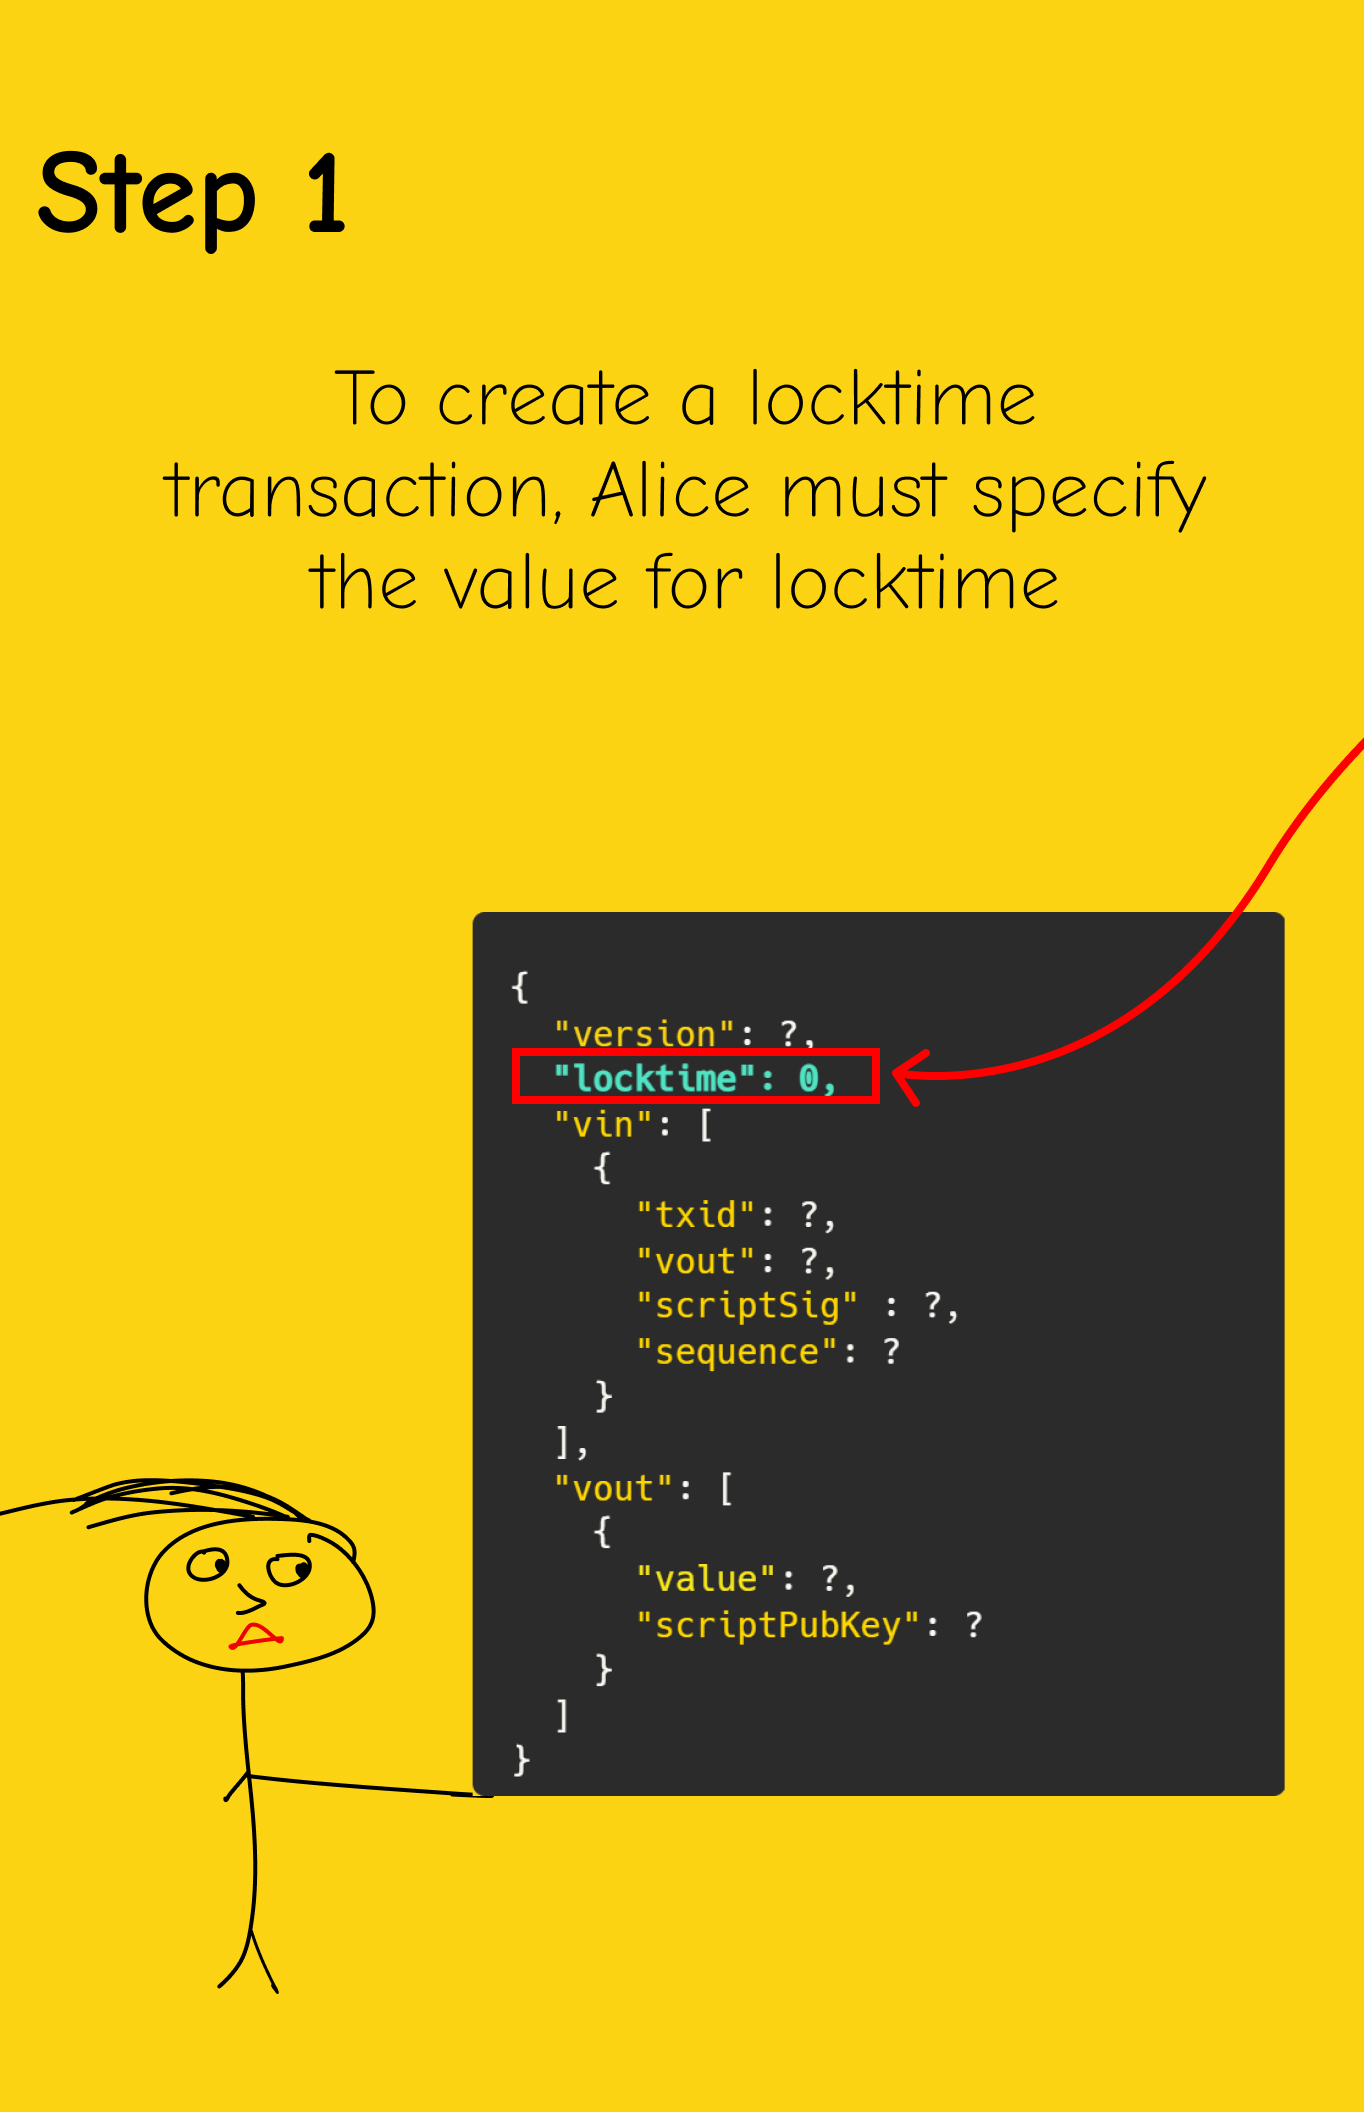 Step 1
To create a locktime
transaction, Alice must specify
the value for locktime
{
"version": ?,
"locktime": 0,
"vin": [
{
"txid": ?,
"vout": ?,
"scriptSig" : ?,
"sequence": ?
}
],
"vout": [
{
"value": ?,
"scriptPubKey": ?
}
]
}